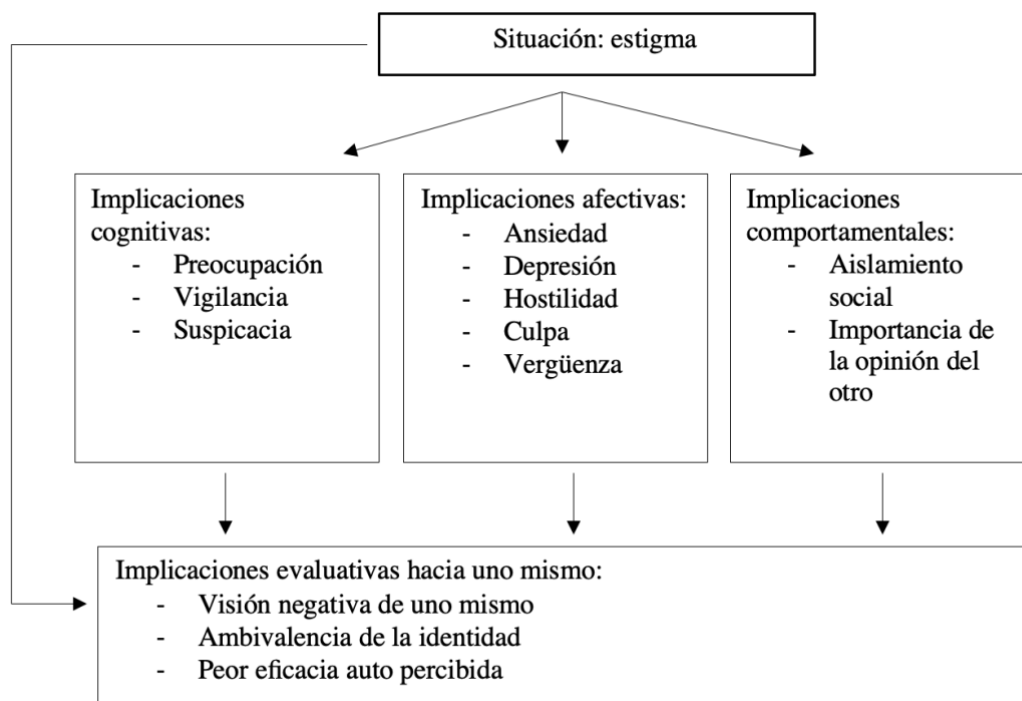 Situación: estigma
Implicaciones
cognitivas:
- Preocupación
- Vigilancia
- Suspicacia
Implicaciones afectivas:
- Ansiedad
- Depresión
- Hostilidad
- Culpa
- Vergüenza
Implicaciones
comportamentales:
- Aislamiento
social
- Importancia de
la opinión del
otro
Implicaciones evaluativas hacia uno mismo:
- Visión negativa de uno mismo
- Ambivalencia de la identidad
- Peor eficacia auto percibida